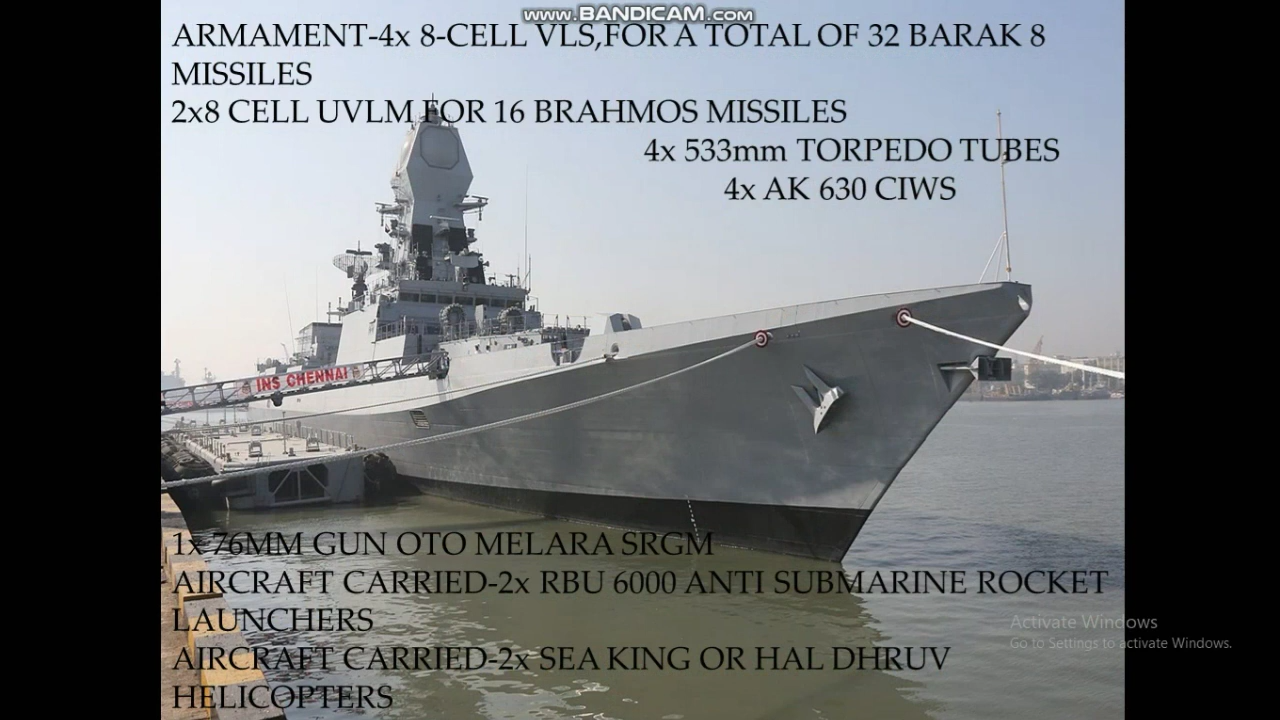 www.BANDICAM.com
ARMAMENT-4x 8-CELL VLS,FOR A TOTAL OF 32 BARAK 8
MISSILES
2x8 CELL UVLM FOR 16 BRAHMOS MISSILES
4x 533mm TORPEDO TUBES
4x AK 630 CIWS
INS CHENNAI
1x 76MM GUN OTO MELARA SRGM
AIRCRAFT CARRIED-2x RBU 6000 ANTI SUBMARINE ROCKET
LAUNCHERS
AIRCRAFT CARRIED-2x SEA KING OR HAL DHRUV
HELICOPTERS
Activate Windows
Go to Settings to activate Windows.